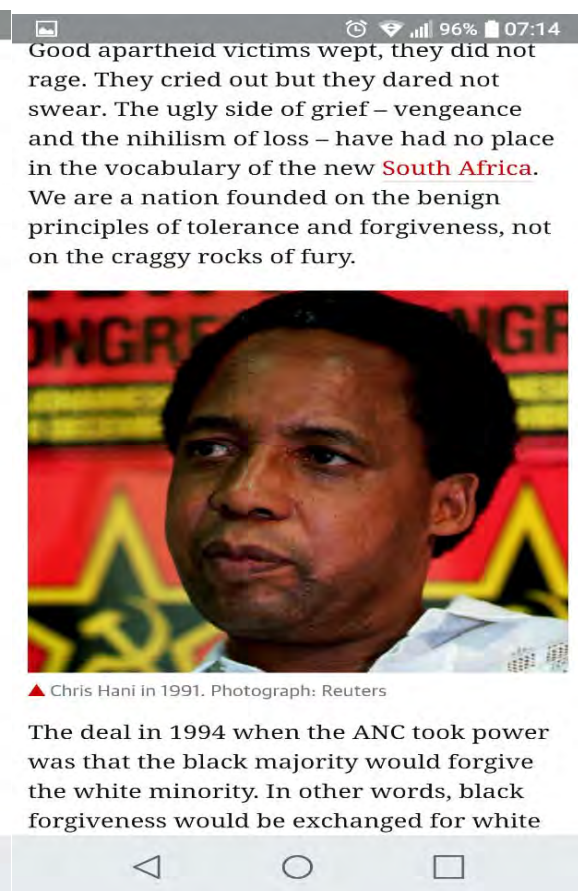 96% 07:14
Good apartheid victims wept, they did not
rage. They cried out but they dared not
swear. The ugly side of grief – vengeance
and the nihilism of loss – have had no place
in the vocabulary of the new South Africa.
We are a nation founded on the benign
principles of tolerance and forgiveness, not
on the craggy rocks of fury.
ONGRE
NGR
Chris Hani in 1991. Photograph: Reuters
The deal in 1994 when the ANC took power
was that the black majority would forgive
the white minority. In other words, black
forgiveness would be exchanged for white